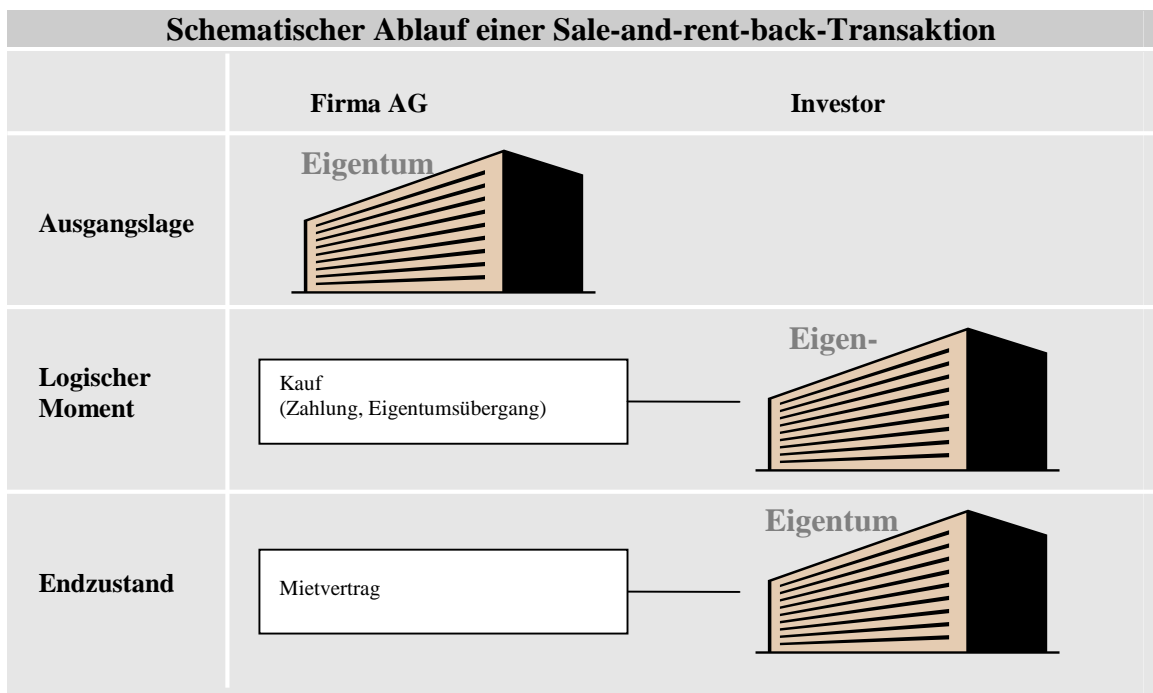 Schematischer Ablauf einer Sale-and-rent-back-Transaktion
Firma AG
Investor
Ausgangslage
Eigentum
Logischer
Moment
Kauf
(Zahlung, Eigentumsübergang)
Eigen-
Endzustand
Mietvertrag
Eigentum